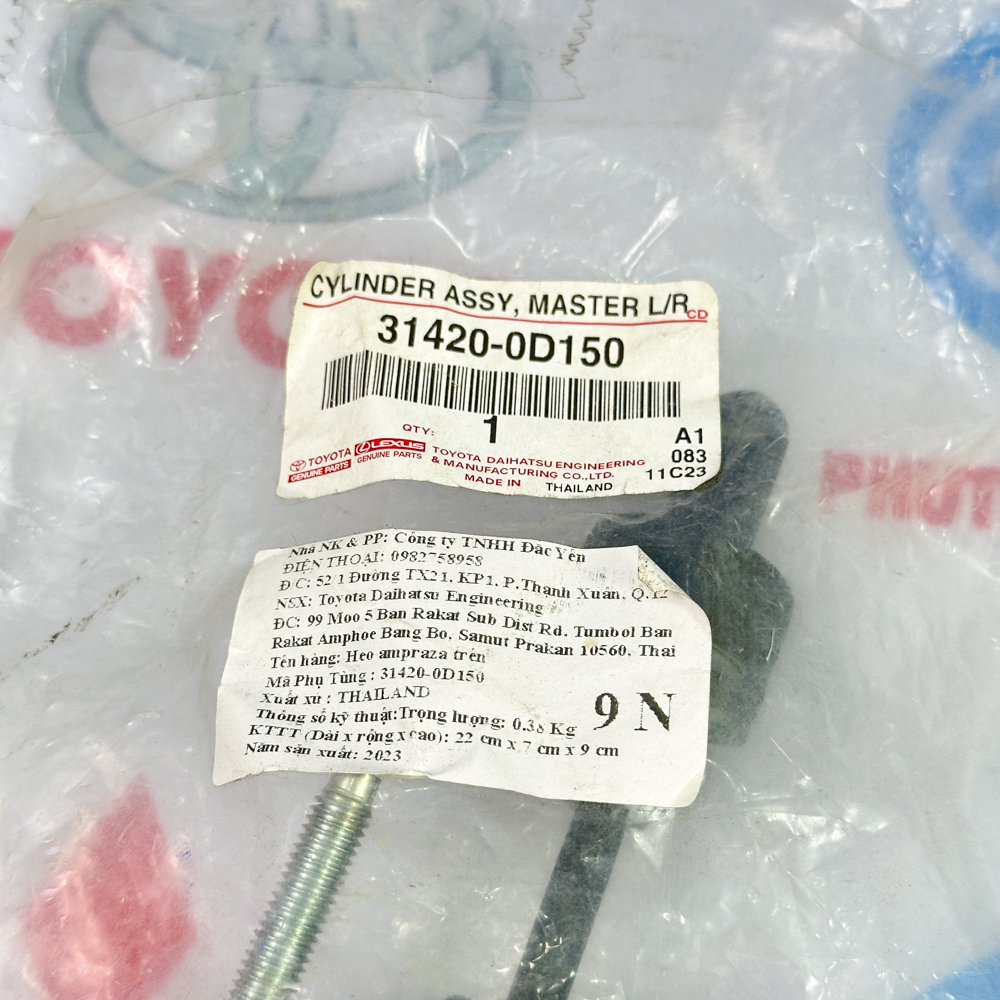 TOYO
CYLINDER ASSY, MASTER L/R
CD
31420-0D150
QTY: 1
A1
083
11C23
TOYOTA
GENUINE PARTS
LEXUS
GENUINE PARTS
TOYOTA DAIHATSU ENGINEERING
& MANUFACTURING CO., LTD.
MADE IN THAILAND
PHỤT
Nhà NK & PP: Công ty TNHH Đắc Yến
ĐIỆN THOẠI: 0982758958
Đ C: 52/1 Đường TX21, KP1, P.Thạnh Xuân, Q.12
NSX: Toyota Daihatsu Engineering
ĐC: 99 Moo 5 Ban Rakat Sub Dist Rd. Tumbol Ban
Rakat Amphoe Bang Bo, Samut Prakan 10560, Thai
Tên hàng: Heo ampraza trên
Mã Phụ Tùng : 31420-0D150
Xuất xứ : THAILAND
Thông số kỹ thuật:Trọng lượng: 0.38 Kg
KTTT (Dài x rộng x cao): 22 cm x 7 cm x 9 cm
Năm sản xuất: 2023
9 N